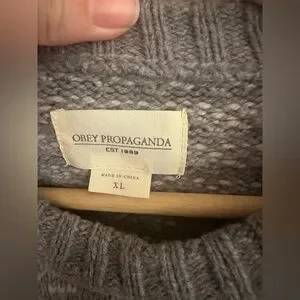 OBEY PROPAGANDA
EST 1989
MADE IN CHINA
XL